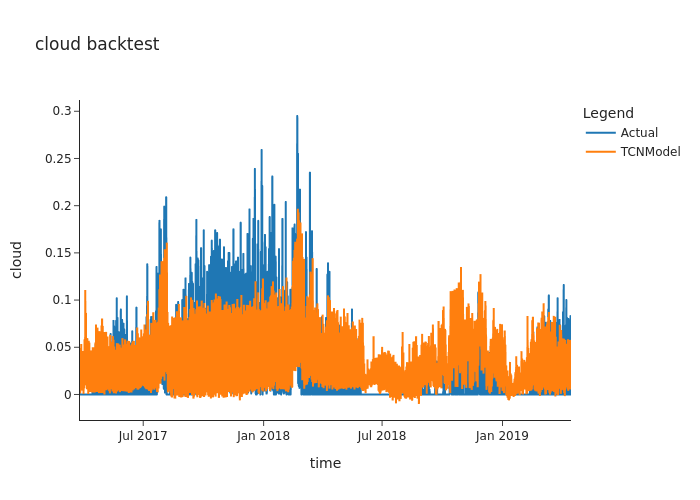 cloud backtest
Legend
Actual
TCNModel
cloud
0.3
0.25
0.2
0.15
0.1
0.05
0
Jul 2017
Jan 2018
Jul 2018
Jan 2019
time